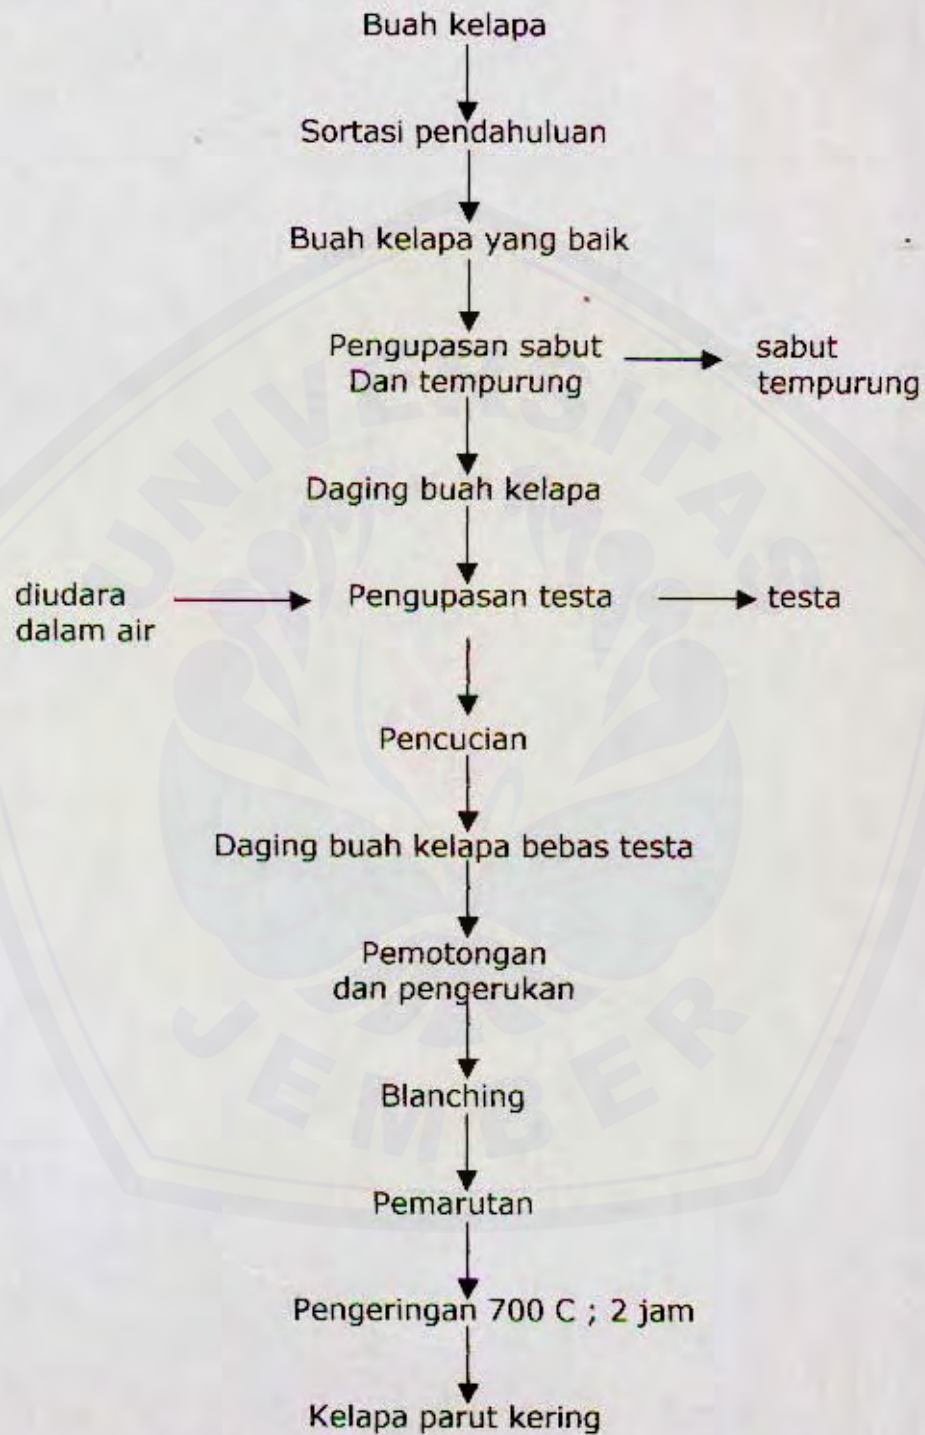 Buah kelapa
Sortasi pendahuluan
Buah kelapa yang baik
Pengupasan sabut
Dan tempurung
sabut
tempurung
Daging buah kelapa
diudara
dalam air
Pengupasan testa
testa
Pencucian
Daging buah kelapa bebas testa
Pemotongan
dan pengerukan
Blanching
Pemarutan
Pengeringan 700 C ; 2 jam
Kelapa parut kering
UNIVERSITAS
JEMBER